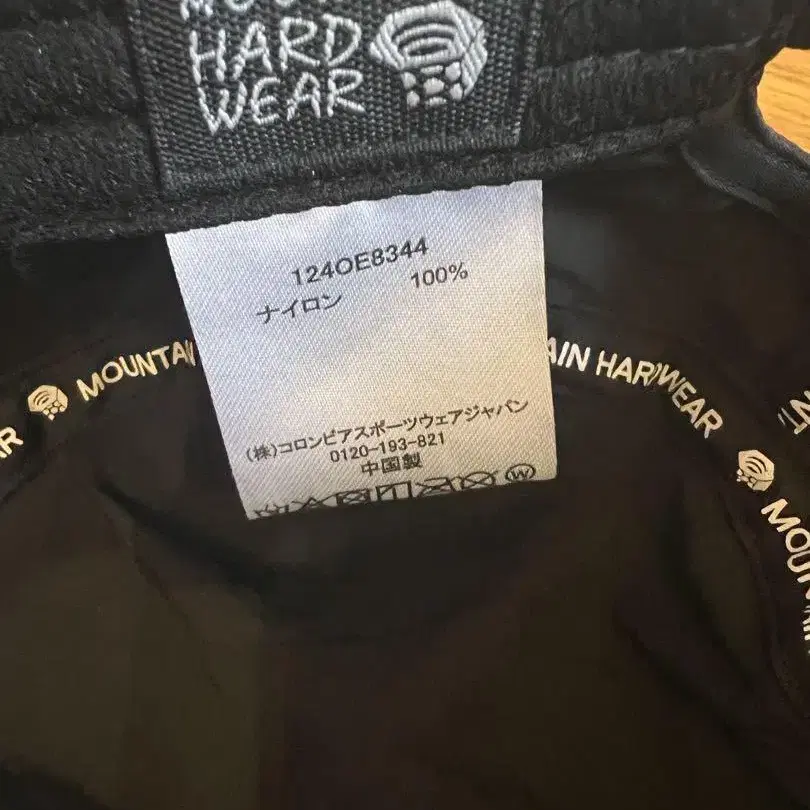 HARD
WEAR
124OE8344
ナイロン 100%
(株)コロンビアスポーツウェアジャパン
0120-193-821
中国製
MOUNTAIN
AIN HARDWEAR